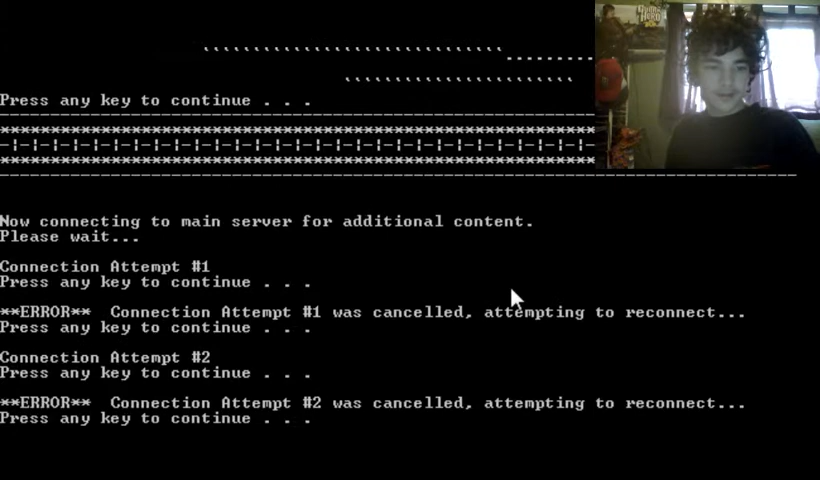 Press any key to continue . . .
Now connecting to main server for additional content.
Please wait...
Connection Attempt #1
Press any key to continue . . .
**ERROR** Connection Attempt #1 was cancelled, attempting to reconnect...
Press any key to continue . . .
Connection Attempt #2
Press any key to continue . . .
**ERROR** Connection Attempt #2 was cancelled, attempting to reconnect...
Press any key to continue . . .